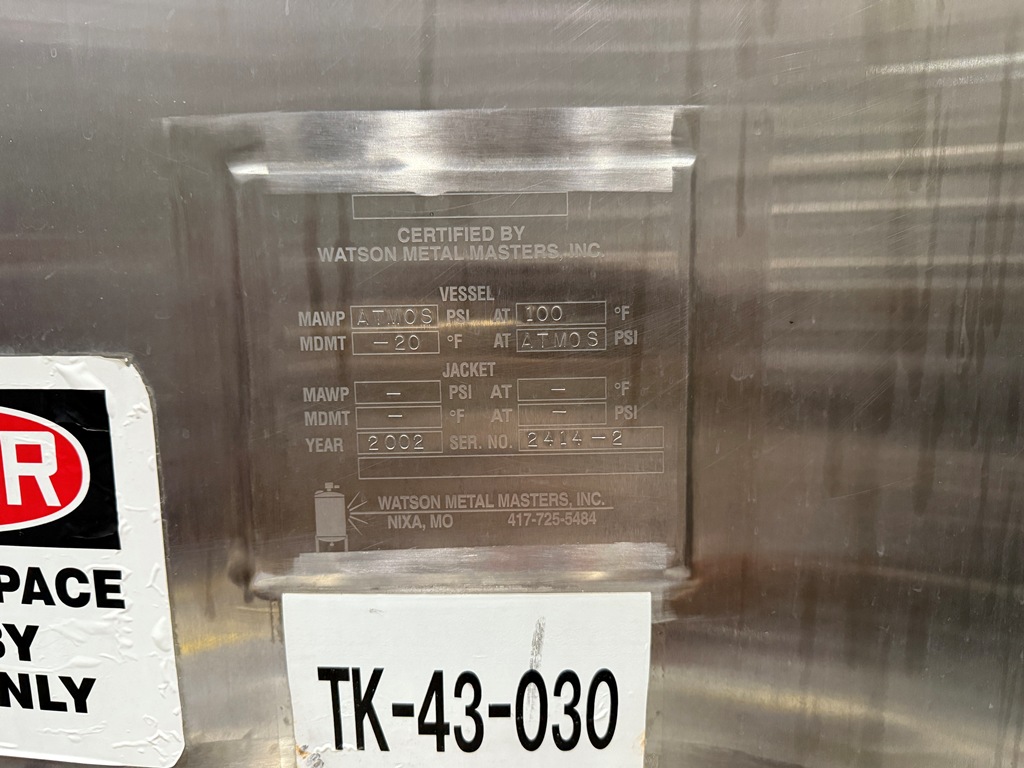 CERTIFIED BY
WATSON METAL MASTERS, INC.
VESSEL
MAWP ATMOS PSI AT 100 °F
MDMT -20 °F AT ATMOS PSI
JACKET
MAWP - PSI AT - °F
MDMT - °F AT - PSI
YEAR 2002 SER. NO. 2414-2
WATSON METAL MASTERS, INC.
NIXA, MO 417-725-5484
TK-43-030
R
PACE
BY
NLY